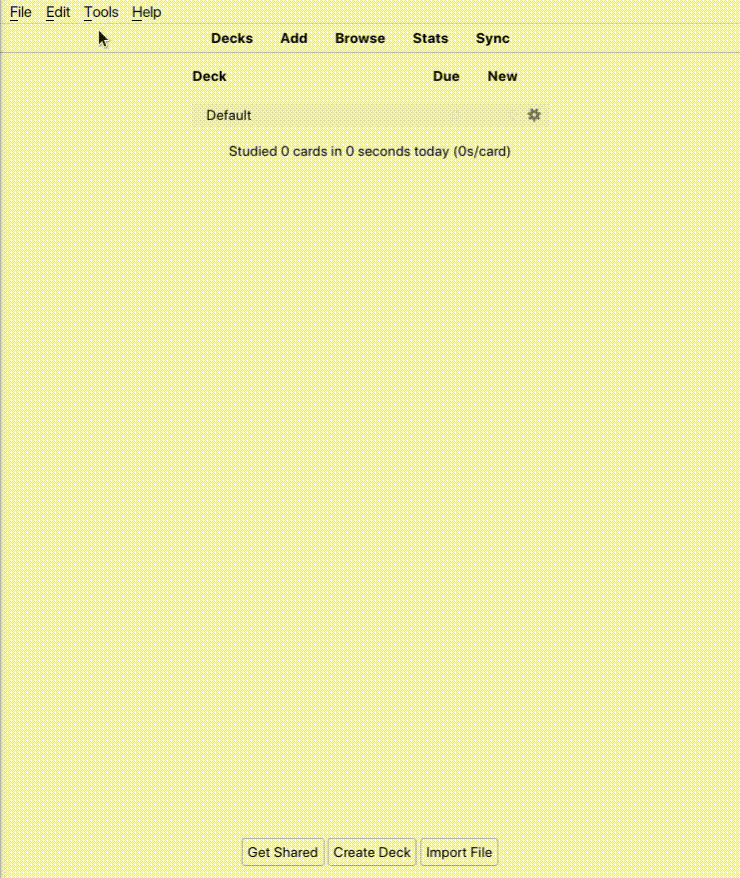 File Edit Tools Help
Decks Add Browse Stats Sync
Deck Due New
Default
Studied 0 cards in 0 seconds today (0s/card)
Get Shared Create Deck Import File